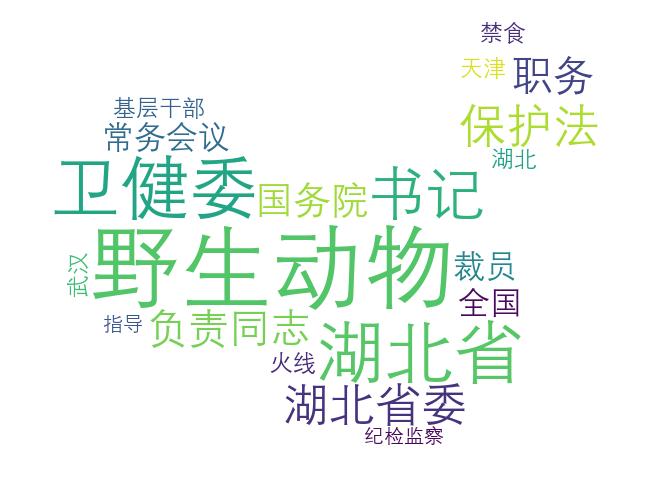 禁食
天津
职务
基层干部
保护法
常务会议
湖北
卫健委
国务院
书记
野生动物
武汉
裁员
全国
指导
负责同志
湖北省
火线
湖北省委
纪检监察